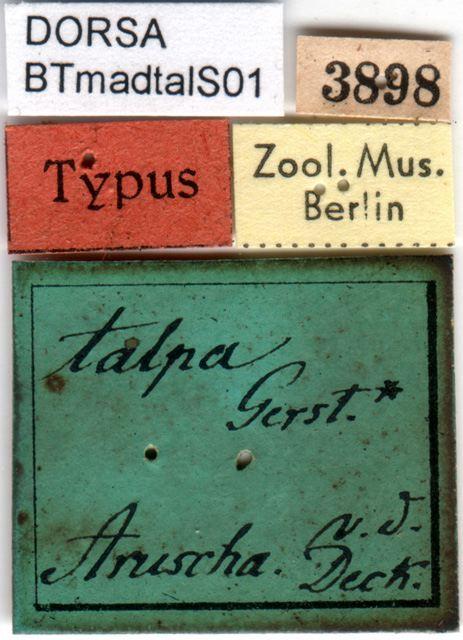 DORSA
BTmadtalS01
3898
Typus
Zool. Mus.
Berlin
talpa
Gerst.*
Aruscha.
v. d.
Deck.